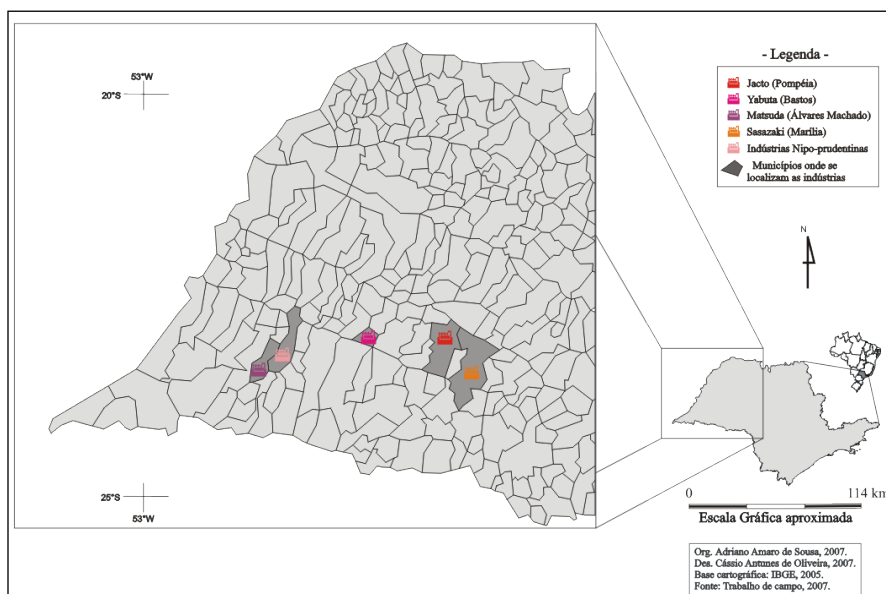 53°W
20°S
25°S
53°W
- Legenda -
Jacto (Pompéia)
Yabuta (Bastos)
Matsuda (Álvares Machado)
Sasazaki (Marília)
Indústrias Nipo-prudentinas
Municípios onde se
localizam as indústrias
N
0 114 km
Escala Gráfica aproximada
Org. Adriano Amaro de Sousa, 2007.
Des. Cássio Antunes de Oliveira, 2007.
Base cartográfica: IBGE, 2005.
Fonte: Trabalho de campo, 2007.